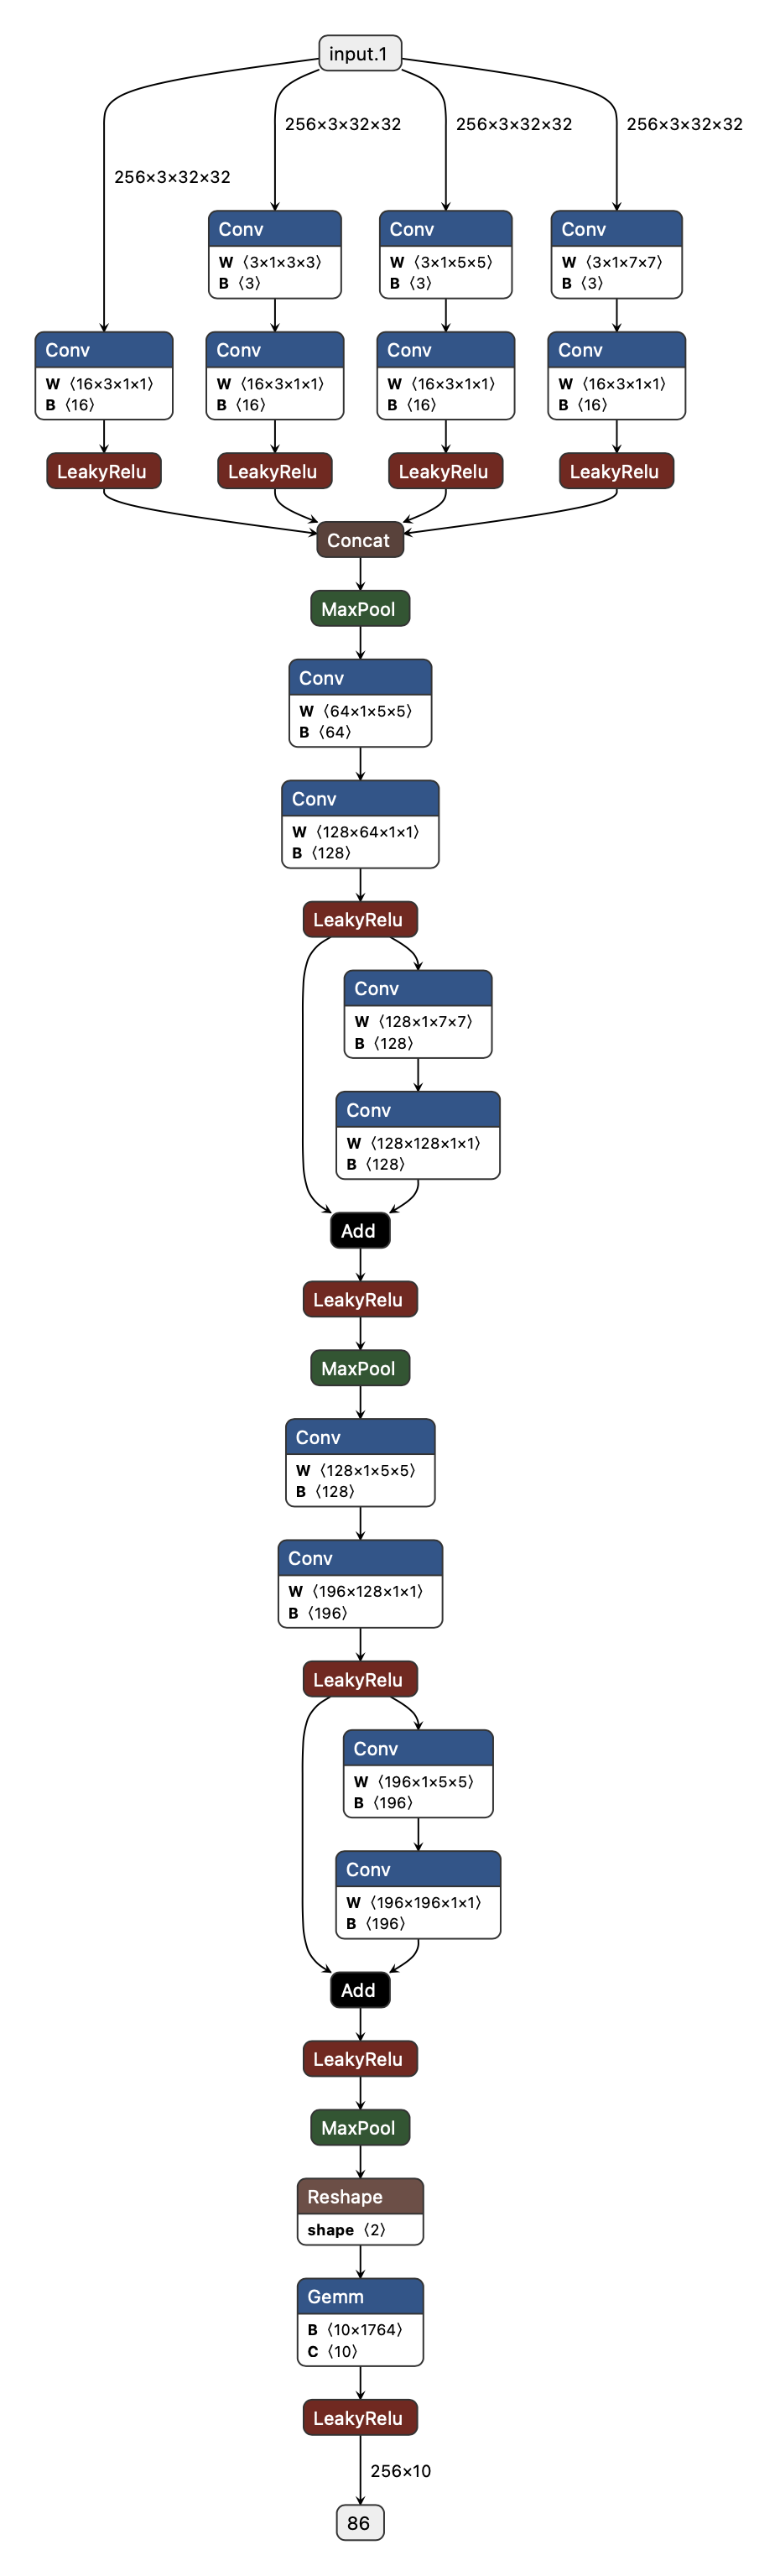 input.1
256×3×32×32
256×3×32×32
256×3×32×32
256×3×32×32
Conv
W ⟨3×1×3×3⟩
B ⟨3⟩
Conv
W ⟨3×1×5×5⟩
B ⟨3⟩
Conv
W ⟨3×1×7×7⟩
B ⟨3⟩
Conv
W ⟨16×3×1×1⟩
B ⟨16⟩
Conv
W ⟨16×3×1×1⟩
B ⟨16⟩
Conv
W ⟨16×3×1×1⟩
B ⟨16⟩
Conv
W ⟨16×3×1×1⟩
B ⟨16⟩
LeakyRelu
LeakyRelu
LeakyRelu
LeakyRelu
Concat
MaxPool
Conv
W ⟨64×1×5×5⟩
B ⟨64⟩
Conv
W ⟨128×64×1×1⟩
B ⟨128⟩
LeakyRelu
Conv
W ⟨128×1×7×7⟩
B ⟨128⟩
Conv
W ⟨128×128×1×1⟩
B ⟨128⟩
Add
LeakyRelu
MaxPool
Conv
W ⟨128×1×5×5⟩
B ⟨128⟩
Conv
W ⟨196×128×1×1⟩
B ⟨196⟩
LeakyRelu
Conv
W ⟨196×1×5×5⟩
B ⟨196⟩
Conv
W ⟨196×196×1×1⟩
B ⟨196⟩
Add
LeakyRelu
MaxPool
Reshape
shape ⟨2⟩
Gemm
B ⟨10×1764⟩
C ⟨10⟩
LeakyRelu
256×10
86